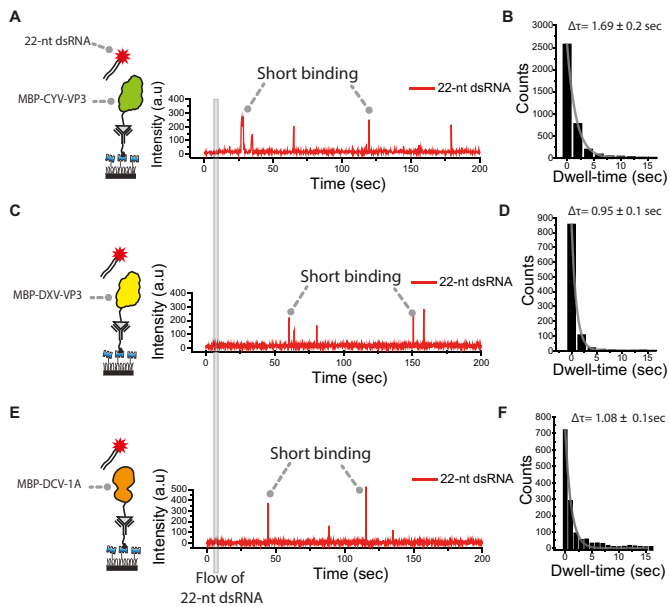 A
22-nt dsRNA
MBP-CYV-VP3
Intensity (a.u)
400
300
200
100
0
Short binding
22-nt dsRNA
0 50 100 150 200
Time (sec)
B
Δτ = 1.69 ± 0.2 sec
Counts
3000
2500
2000
1500
1000
500
0
0 5 10 15
Dwell-time (sec)
C
MBP-DXV-VP3
Intensity (a.u)
400
300
200
100
0
Short binding
22-nt dsRNA
0 50 100 150 200
Time (sec)
D
Δτ = 0.95 ± 0.1 sec
Counts
900
800
700
600
500
400
300
200
100
0
0 5 10 15
Dwell-time (sec)
E
MBP-DCV-1A
Intensity (a.u)
500
400
300
200
100
0
Short binding
22-nt dsRNA
0 50 100 150 200
Time (sec)
Flow of
22-nt dsRNA
F
Δτ = 1.08 ± 0.1sec
Counts
800
700
600
500
400
300
200
100
0
0 5 10 15
Dwell-time (sec)